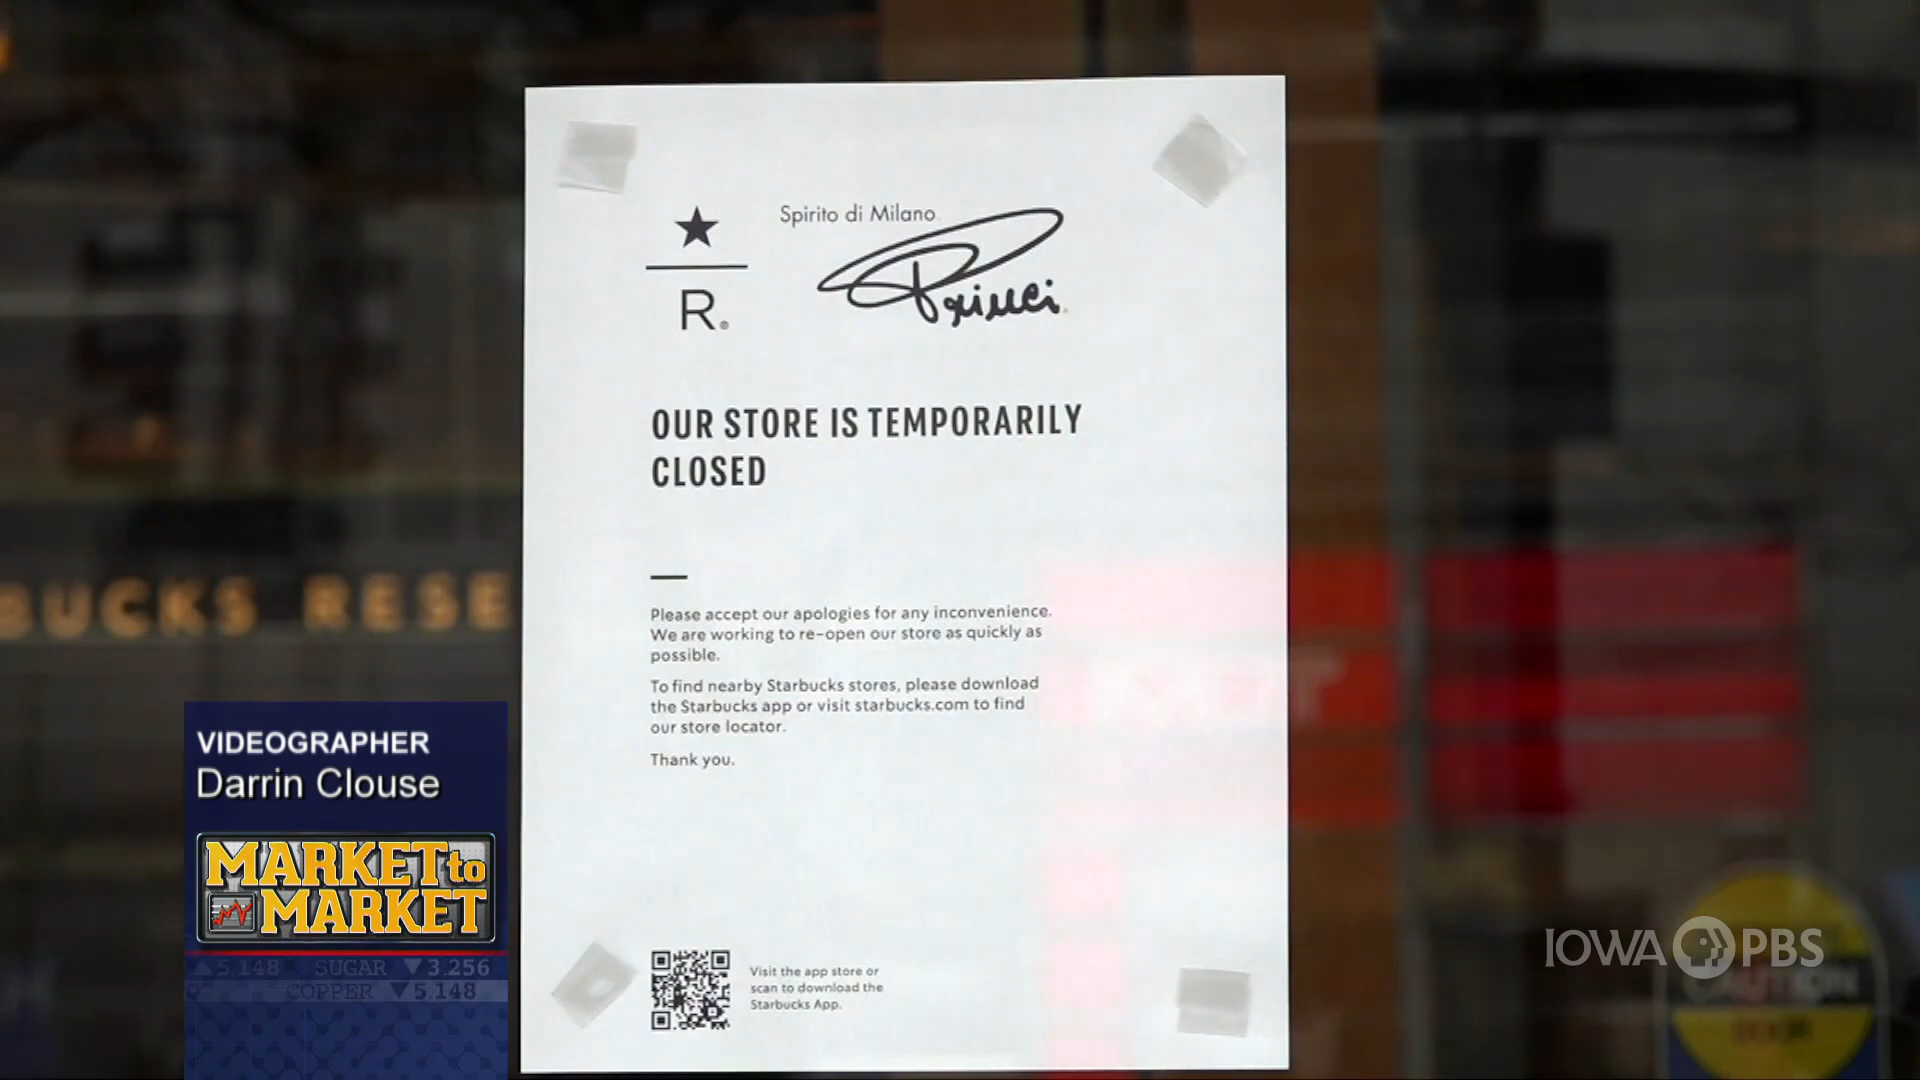 Spirito di Milano
★
R®
Princi®
OUR STORE IS TEMPORARILY
CLOSED
Please accept our apologies for any inconvenience.
We are working to re-open our store as quickly as
possible.
To find nearby Starbucks stores, please download
the Starbucks app or visit starbucks.com to find
our store locator.
Thank you.
Visit the app store or
scan to download the
Starbucks App.
BUCKS RESE
VIDEOGRAPHER
Darrin Clouse
MARKET to
MARKET
▲5.148 SUGAR ▼3.256
COPPER ▼5.148
IOWA PBS
CAUTION
DOOR